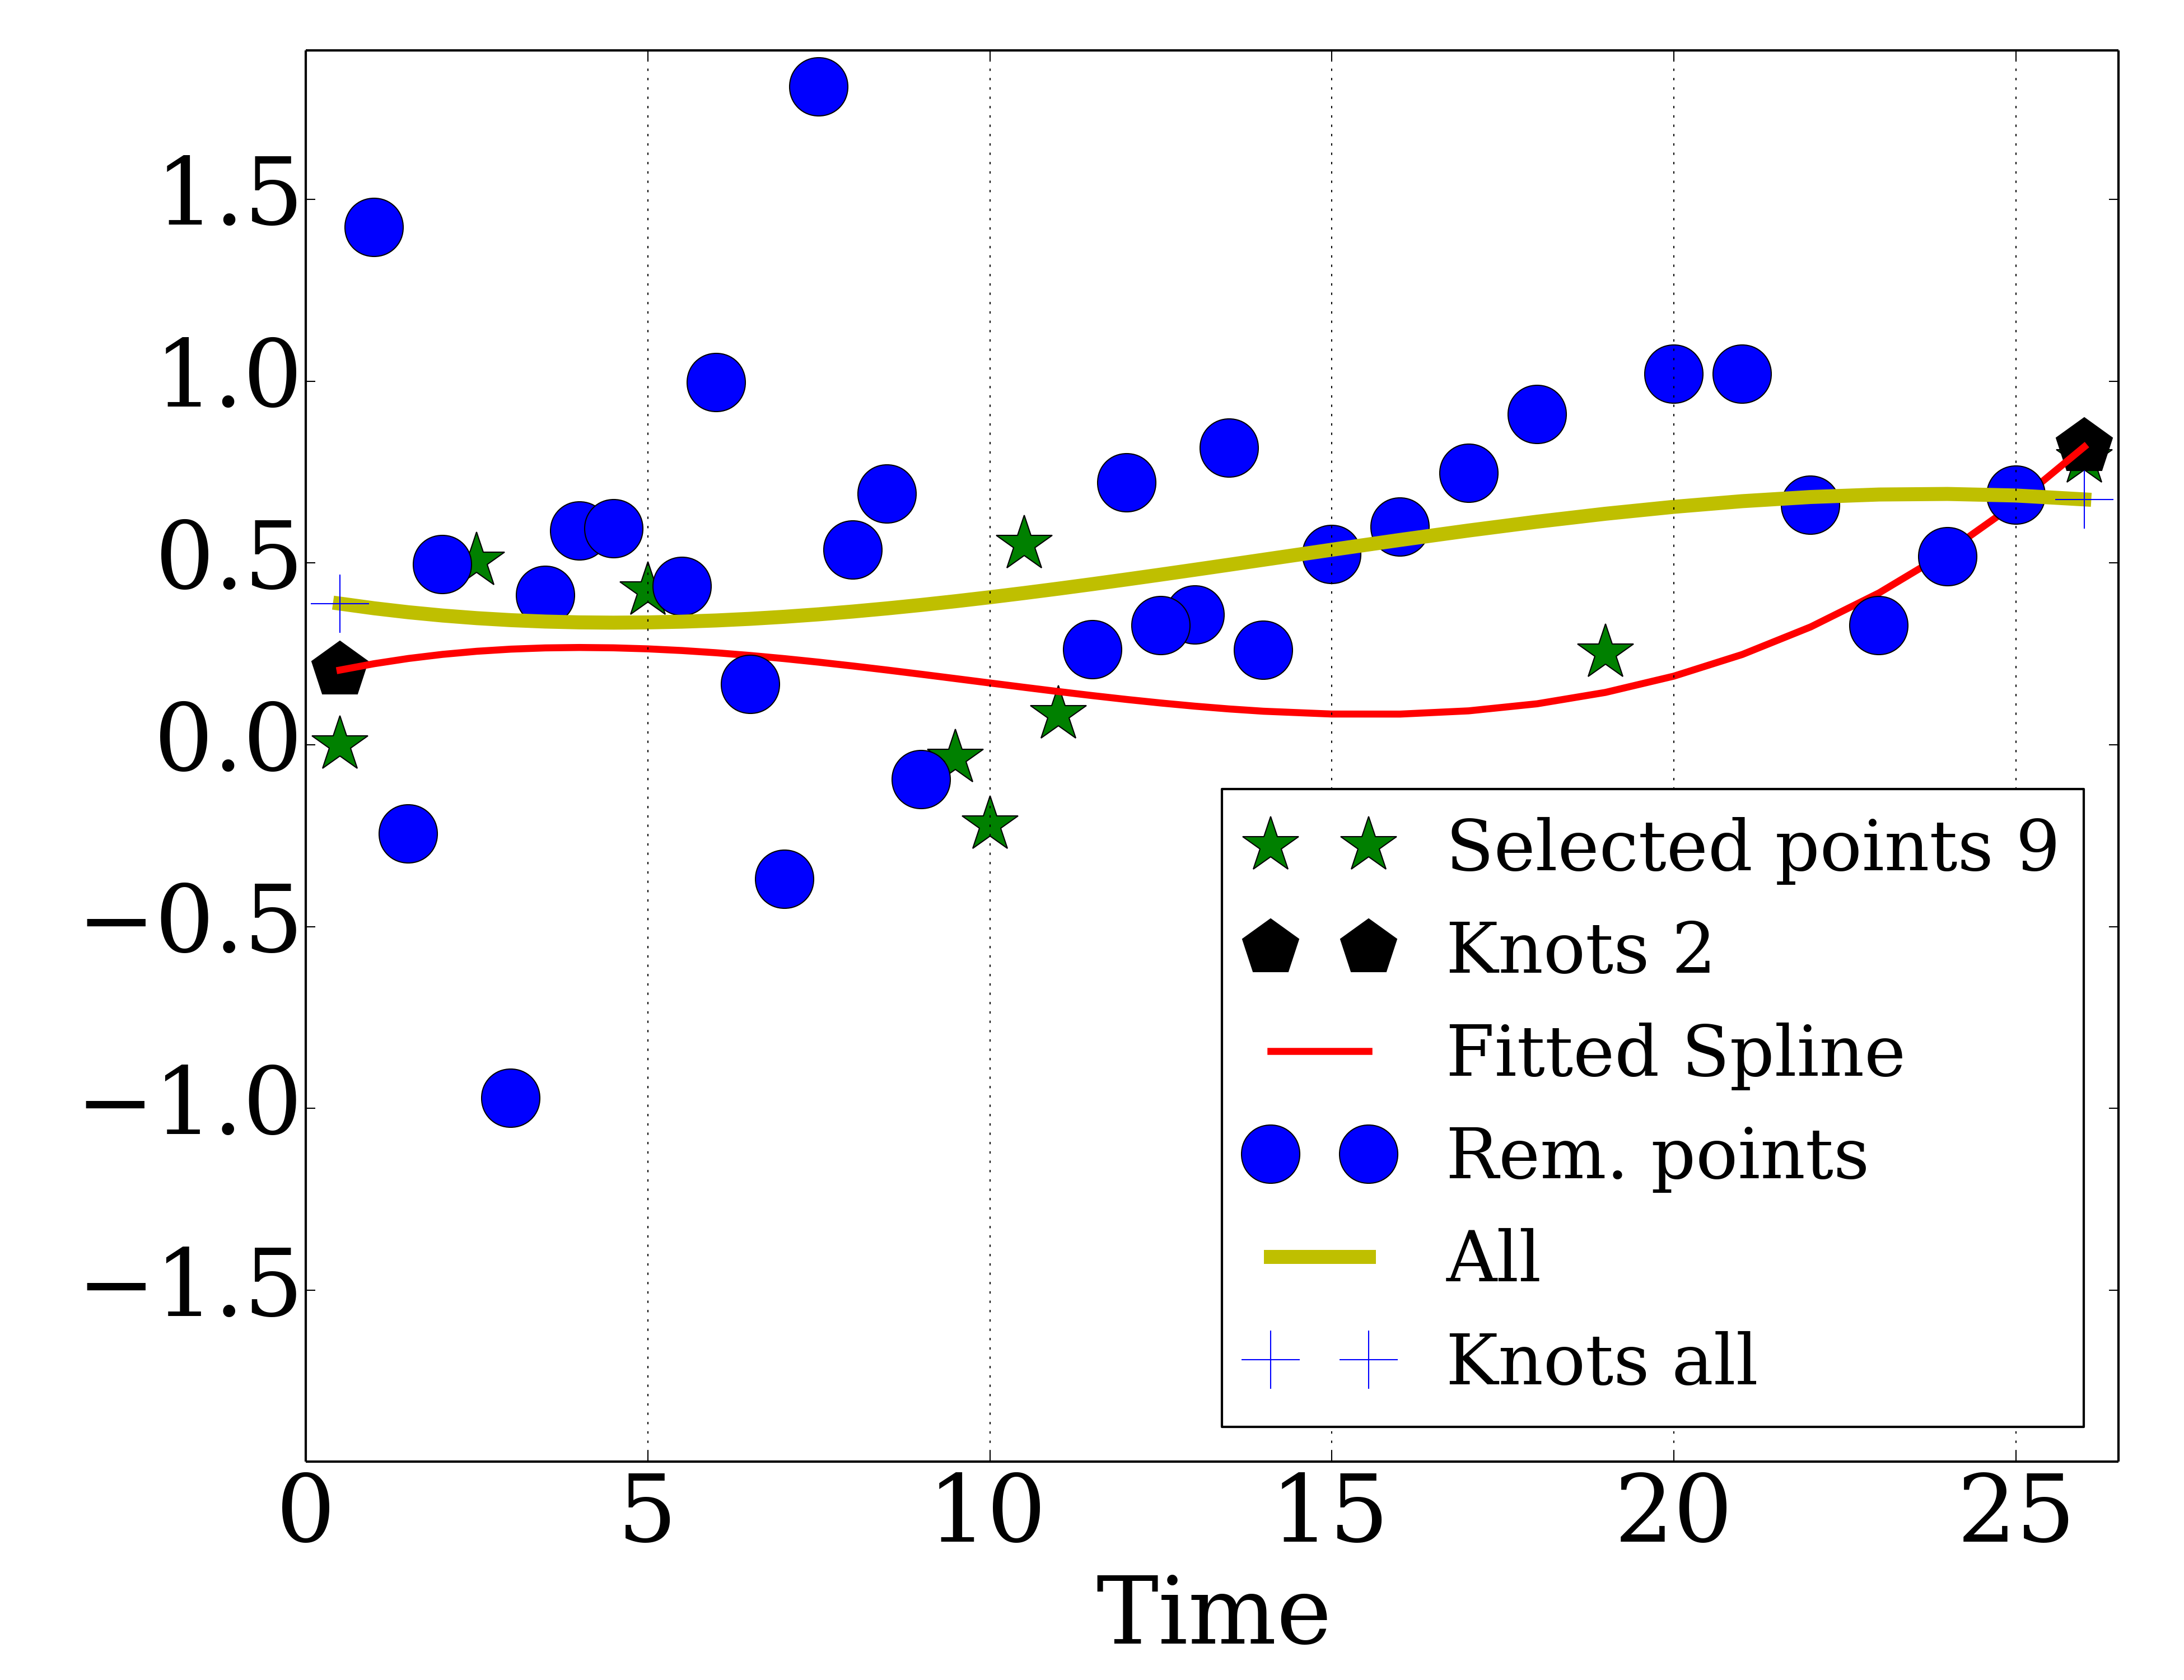 1.5
1.0
0.5
0.0
−0.5
−1.0
−1.5
Selected points 9
Knots 2
Fitted Spline
Rem. points
All
Knots all
0 5 10 15 20 25
Time